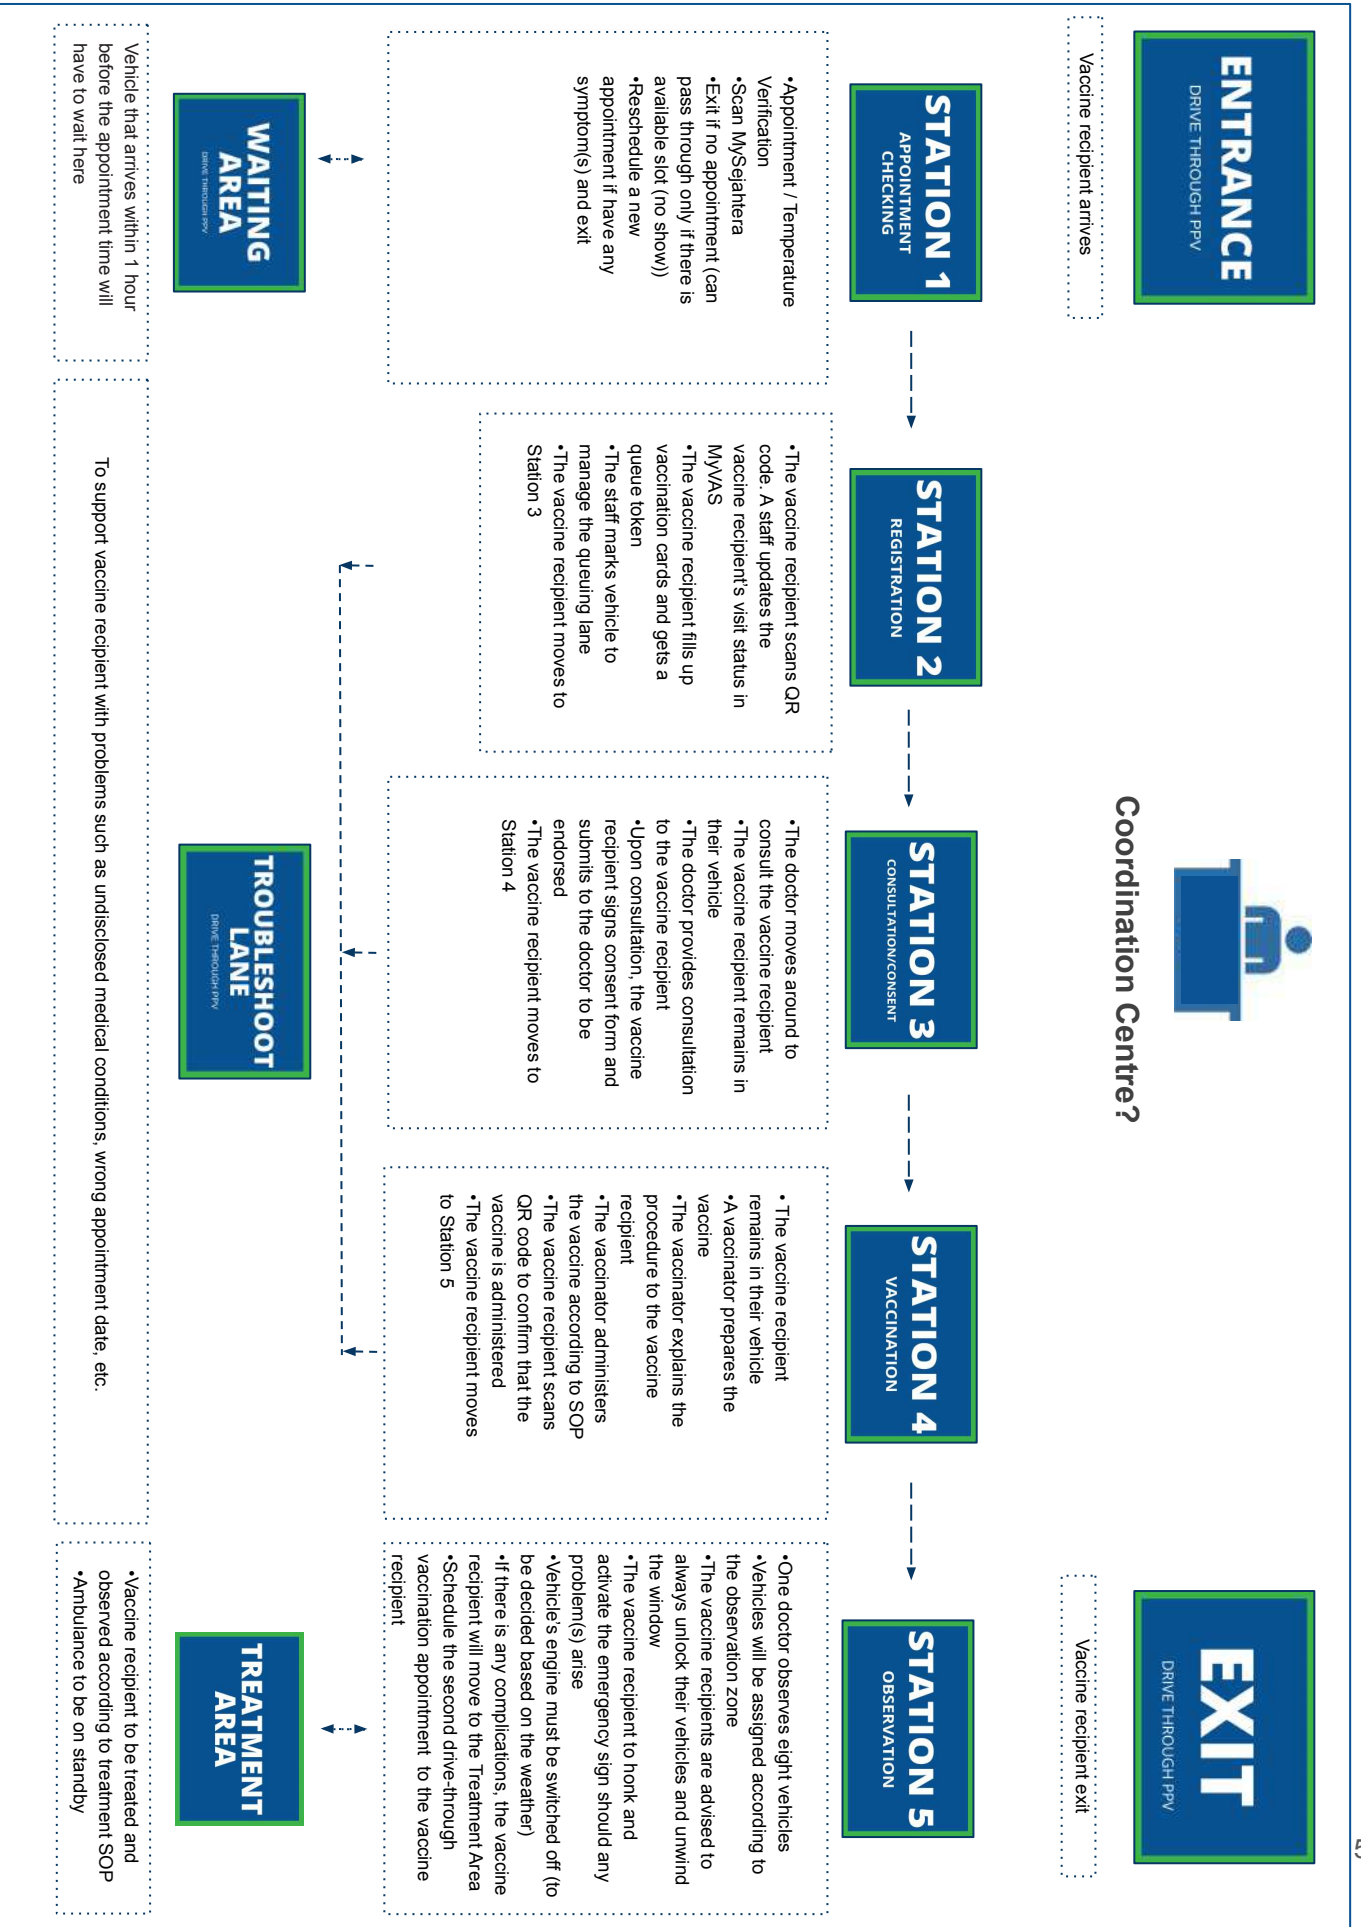 ENTRANCE
DRIVE THROUGH PPV
Vaccine recipient arrives
Coordination Centre?
EXIT
DRIVE THROUGH PPV
Vaccine recipient exit
STATION 1
APPOINTMENT
CHECKING
•Appointment / Temperature
Verification
•Scan MySejahtera
•Exit if no appointment (can
pass through only if there is
available slot (no show))
•Reschedule a new
appointment if have any
symptom(s) and exit
STATION 2
REGISTRATION
•The vaccine recipient scans QR
code. A staff updates the
vaccine recipient's visit status in
MyVAS
•The vaccine recipient fills up
vaccination cards and gets a
queue token
•The staff marks vehicle to
manage the queuing lane
•The vaccine recipient moves to
Station 3
STATION 3
CONSULTATION/CONSENT
•The doctor moves around to
consult the vaccine recipient
•The vaccine recipient remains in
their vehicle
•The doctor provides consultation
to the vaccine recipient
•Upon consultation, the vaccine
recipient signs consent form and
submits to the doctor to be
endorsed
•The vaccine recipient moves to
Station 4
STATION 4
VACCINATION
• The vaccine recipient
remains in their vehicle
•A vaccinator prepares the
vaccine
•The vaccinator explains the
procedure to the vaccine
recipient
•The vaccinator administers
the vaccine according to SOP
•The vaccine recipient scans
QR code to confirm that the
vaccine is administered
•The vaccine recipient moves
to Station 5
STATION 5
OBSERVATION
•One doctor observes eight vehicles
•Vehicles will be assigned according to
the observation zone
•The vaccine recipients are advised to
always unlock their vehicles and unwind
the window
•The vaccine recipient to honk and
activate the emergency sign should any
problem(s) arise
•Vehicle's engine must be switched off (to
be decided based on the weather)
•If there is any complications, the vaccine
recipient will move to the Treatment Area
•Schedule the second drive-through
vaccination appointment to the vaccine
recipient
WAITING
AREA
DRIVE THROUGH PPV
Vehicle that arrives within 1 hour
before the appointment time will
have to wait here
TROUBLESHOOT
LANE
DRIVE THROUGH PPV
To support vaccine recipient with problems such as undisclosed medical conditions, wrong appointment date, etc.
TREATMENT
AREA
•Vaccine recipient to be treated and
observed according to treatment SOP
•Ambulance to be on standby